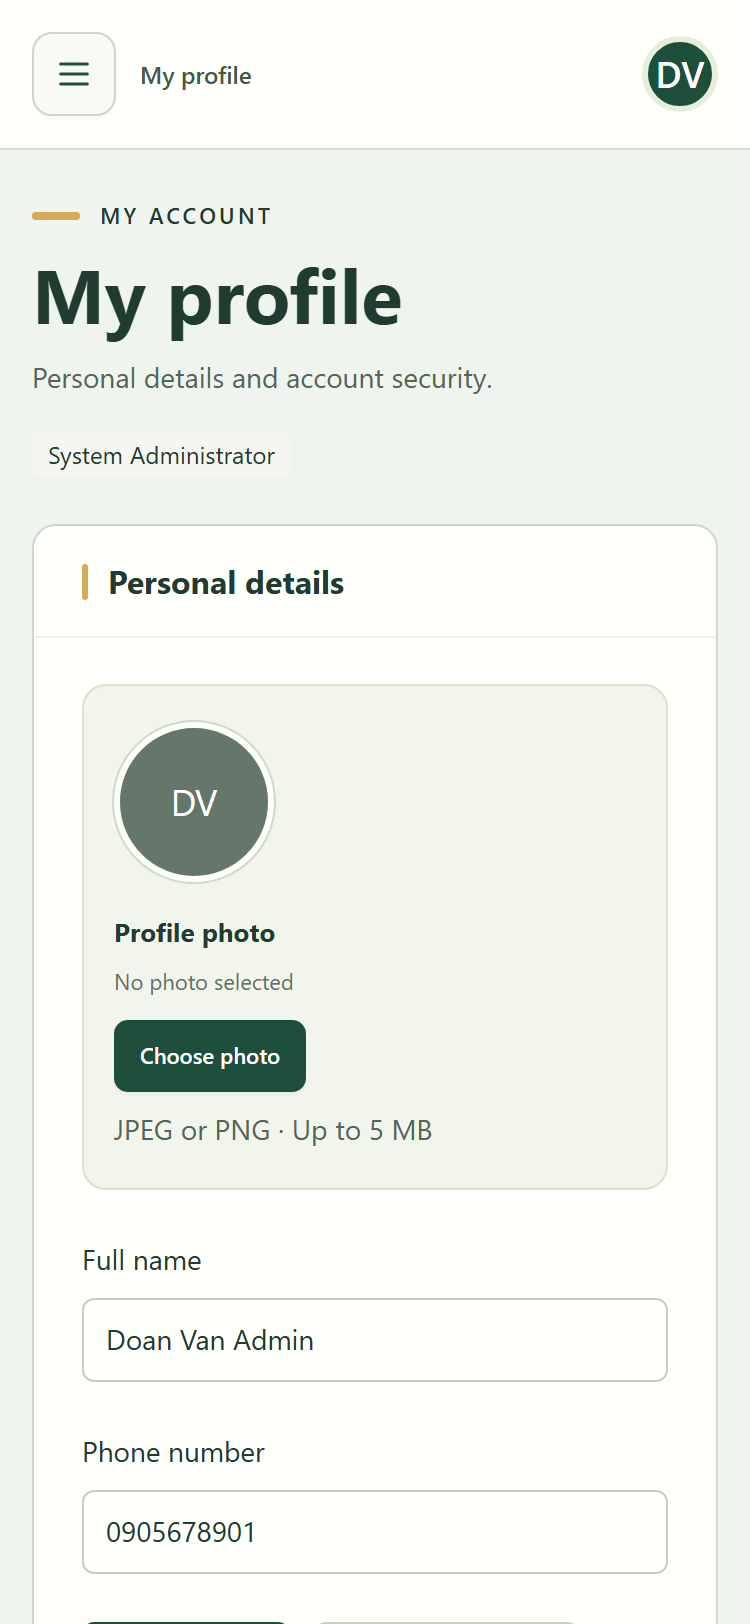 My profile
DV
MY ACCOUNT
My profile
Personal details and account security.
System Administrator
Personal details
DV
Profile photo
No photo selected
Choose photo
JPEG or PNG · Up to 5 MB
Full name
Doan Van Admin
Phone number
0905678901